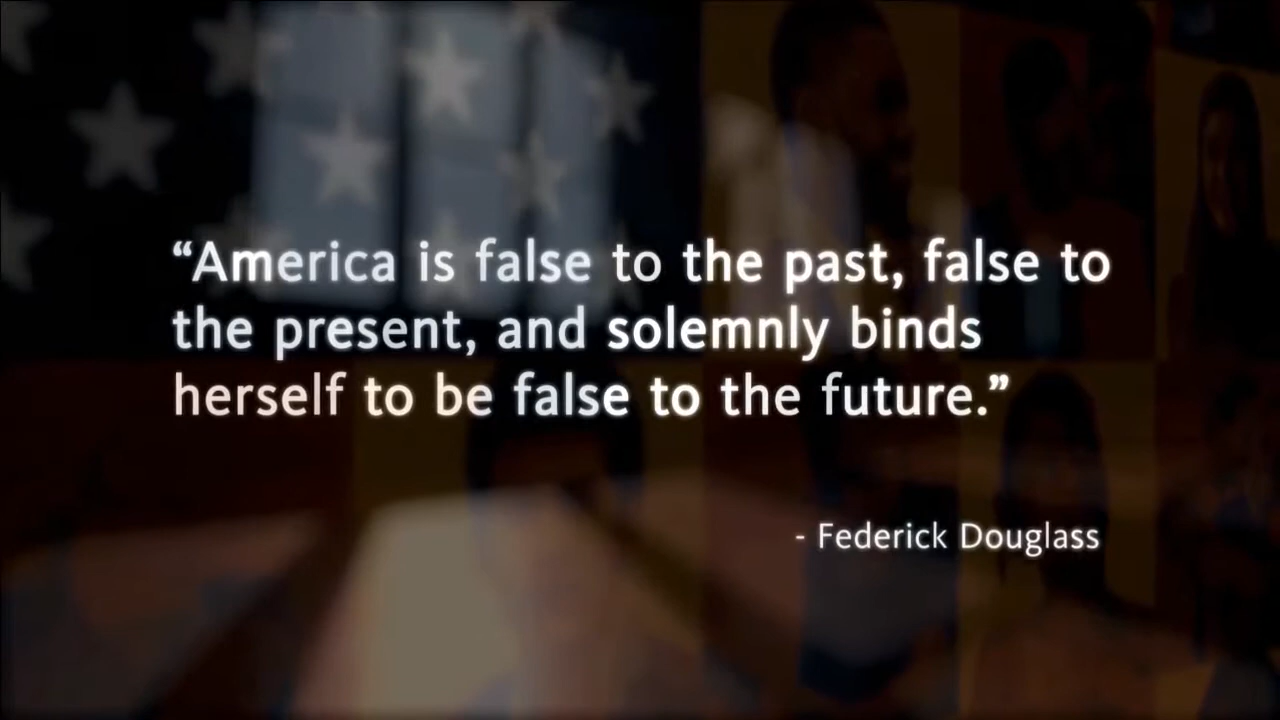 “America is false to the past, false to
the present, and solemnly binds
herself to be false to the future.”
- Federick Douglass